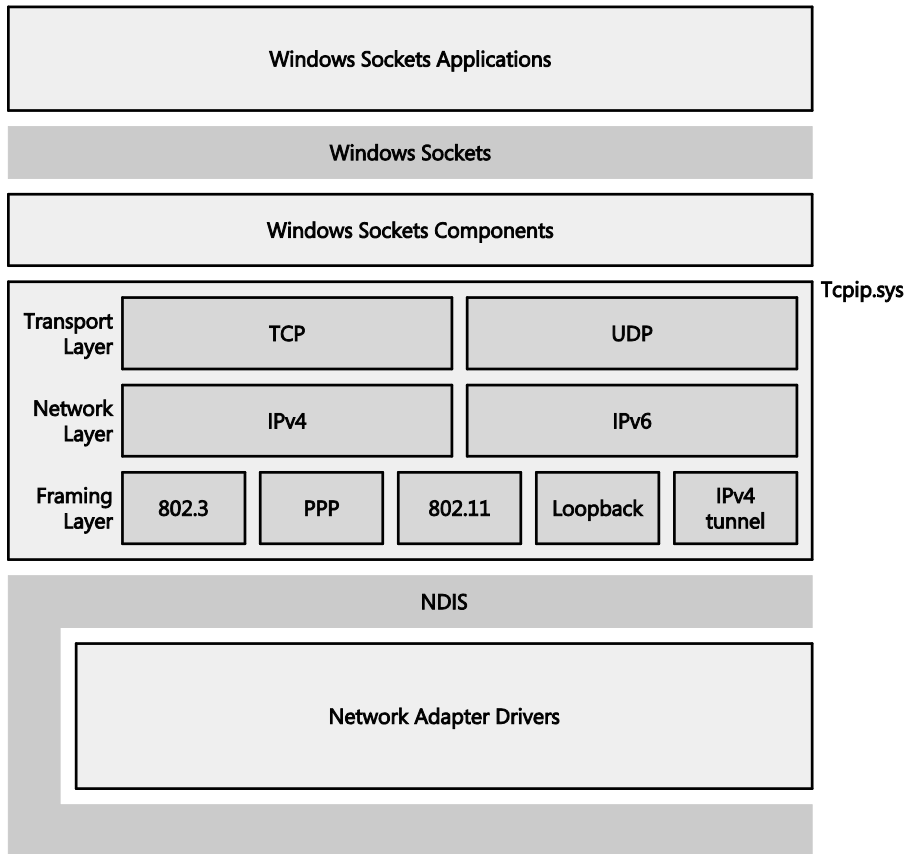 Windows Sockets Applications
Windows Sockets
Windows Sockets Components
Tcpip.sys
Transport
Layer
TCP
UDP
Network
Layer
IPv4
IPv6
Framing
Layer
802.3
PPP
802.11
Loopback
IPv4
tunnel
NDIS
Network Adapter Drivers